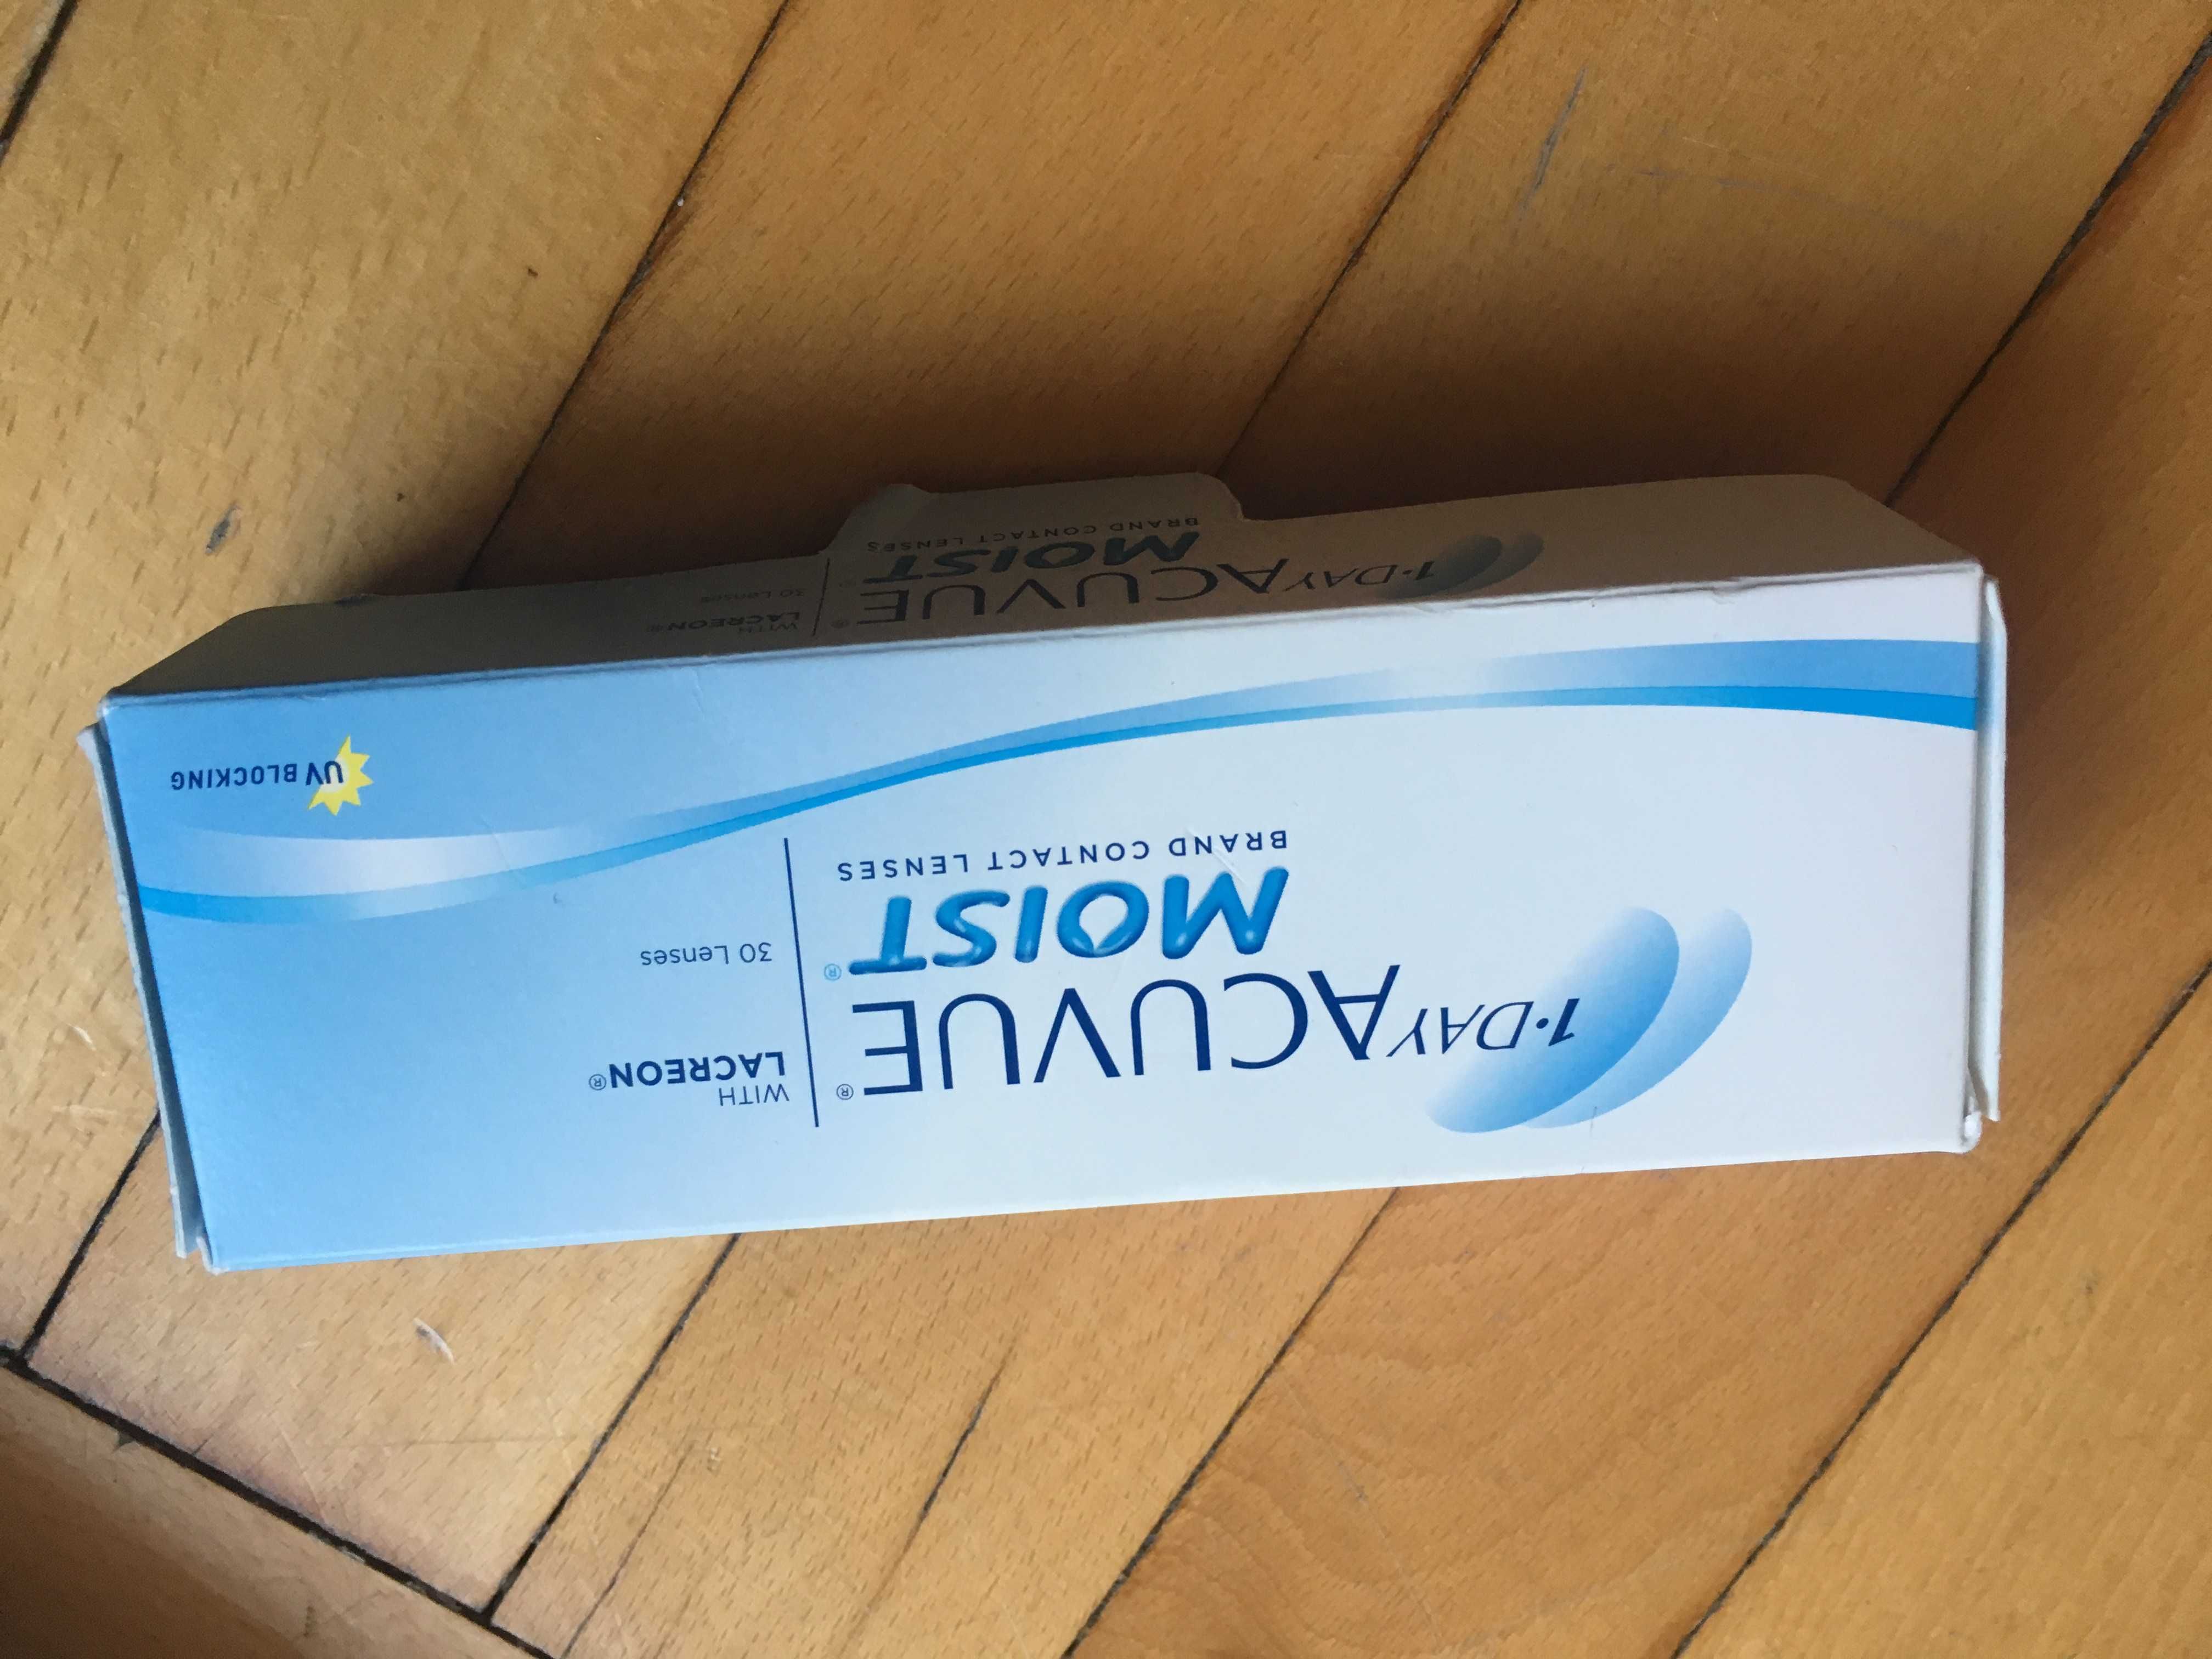 1·DAY ACUVUE®
MOIST®
BRAND CONTACT LENSES
WITH
LACREON®
30 Lenses
UV BLOCKING
1·DAY ACUVUE®
MOIST®
BRAND CONTACT LENSES
WITH
LACREON®
30 Lenses